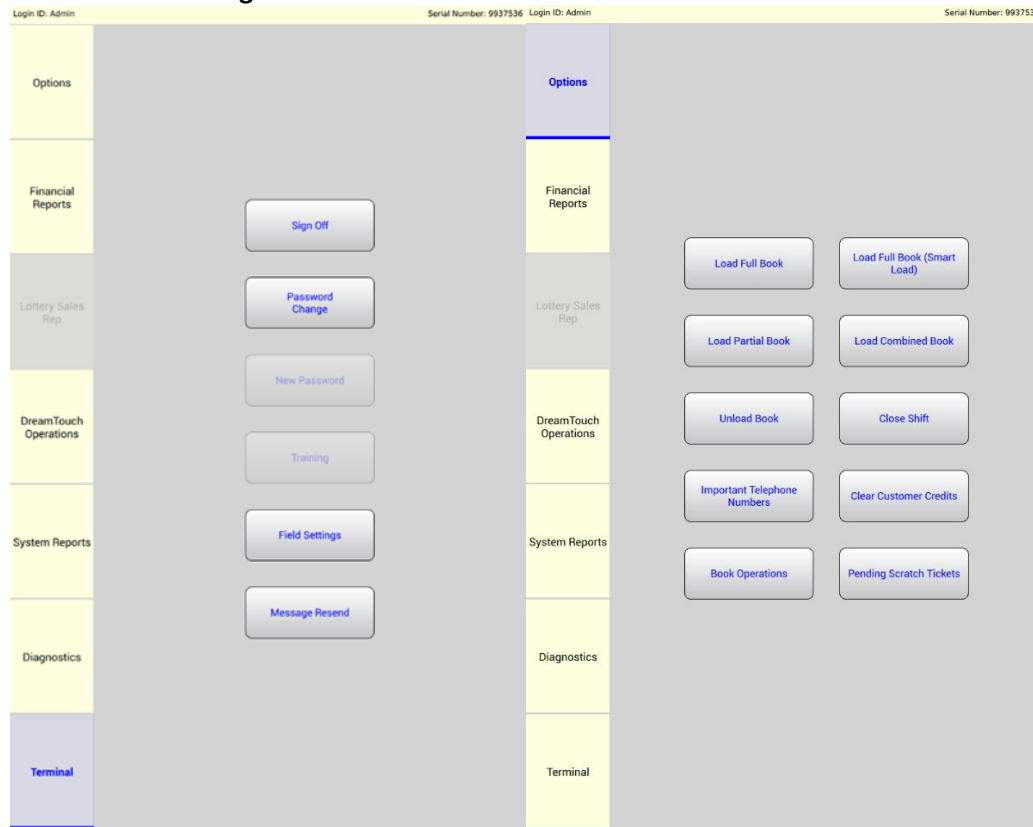 Login ID: Admin
Serial Number: 9937536
Options
Financial
Reports
Lottery Sales
Rep
DreamTouch
Operations
System Reports
Diagnostics
Terminal
Sign Off
Password
Change
New Password
Training
Field Settings
Message Resend
Login ID: Admin
Serial Number: 993753
Options
Financial
Reports
Lottery Sales
Rep
DreamTouch
Operations
System Reports
Diagnostics
Terminal
Load Full Book
Load Full Book (Smart
Load)
Load Partial Book
Load Combined Book
Unload Book
Close Shift
Important Telephone
Numbers
Clear Customer Credits
Book Operations
Pending Scratch Tickets